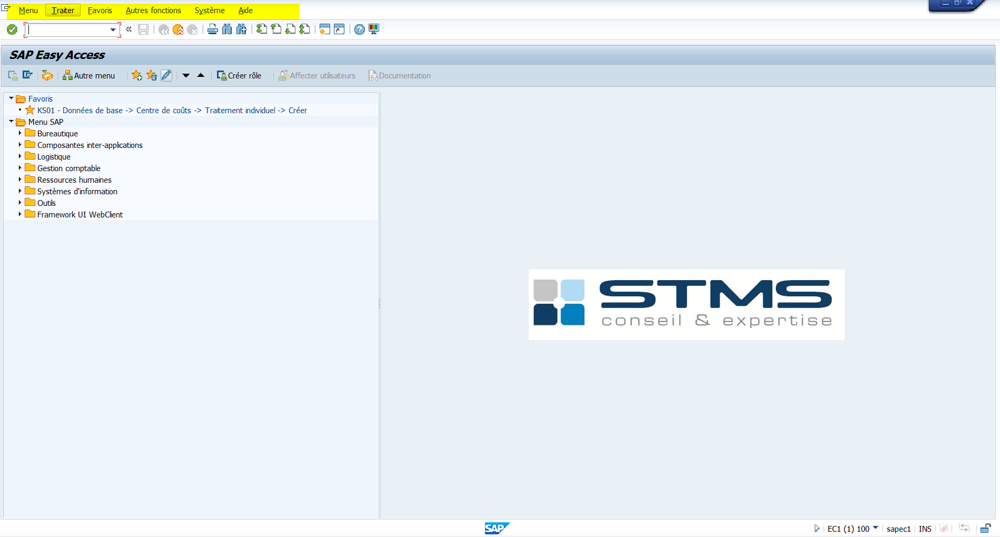 Menu Traiter Favoris Autres fonctions Système Aide
SAP Easy Access
Autre menu Créer rôle Affecter utilisateurs Documentation
Favoris
KS01 - Données de base -> Centre de coûts -> Traitement individuel -> Créer
Menu SAP
Bureautique
Composantes inter-applications
Logistique
Gestion comptable
Ressources humaines
Systèmes d'information
Outils
Framework UI WebClient
STMS
conseil & expertise
SAP EC1 (1) 100 sapec1 INS